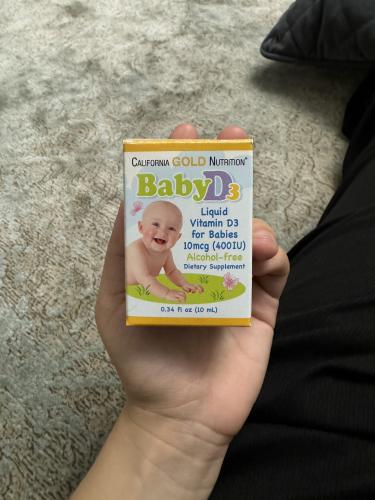 CALIFORNIA GOLD NUTRITION®
BabyD3
Liquid
Vitamin D3
for Babies
10mcg (400IU)
Alcohol-free
Dietary Supplement
0.34 fl oz (10 mL)